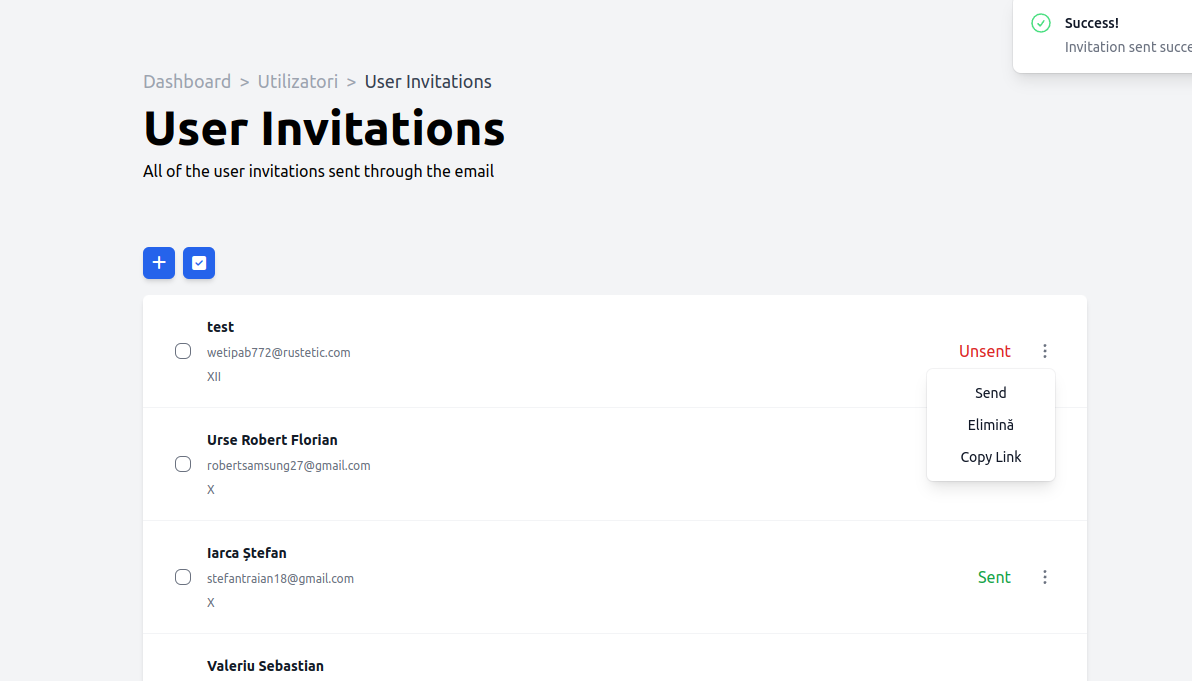 Success!
Invitation sent succe
Dashboard > Utilizatori > User Invitations
User Invitations
All of the user invitations sent through the email
test
wetipab772@rustetic.com
XII
Unsent
Send
Elimină
Copy Link
Urse Robert Florian
robertsamsung27@gmail.com
X
Iarca Ștefan
stefantraian18@gmail.com
X
Sent
Valeriu Sebastian